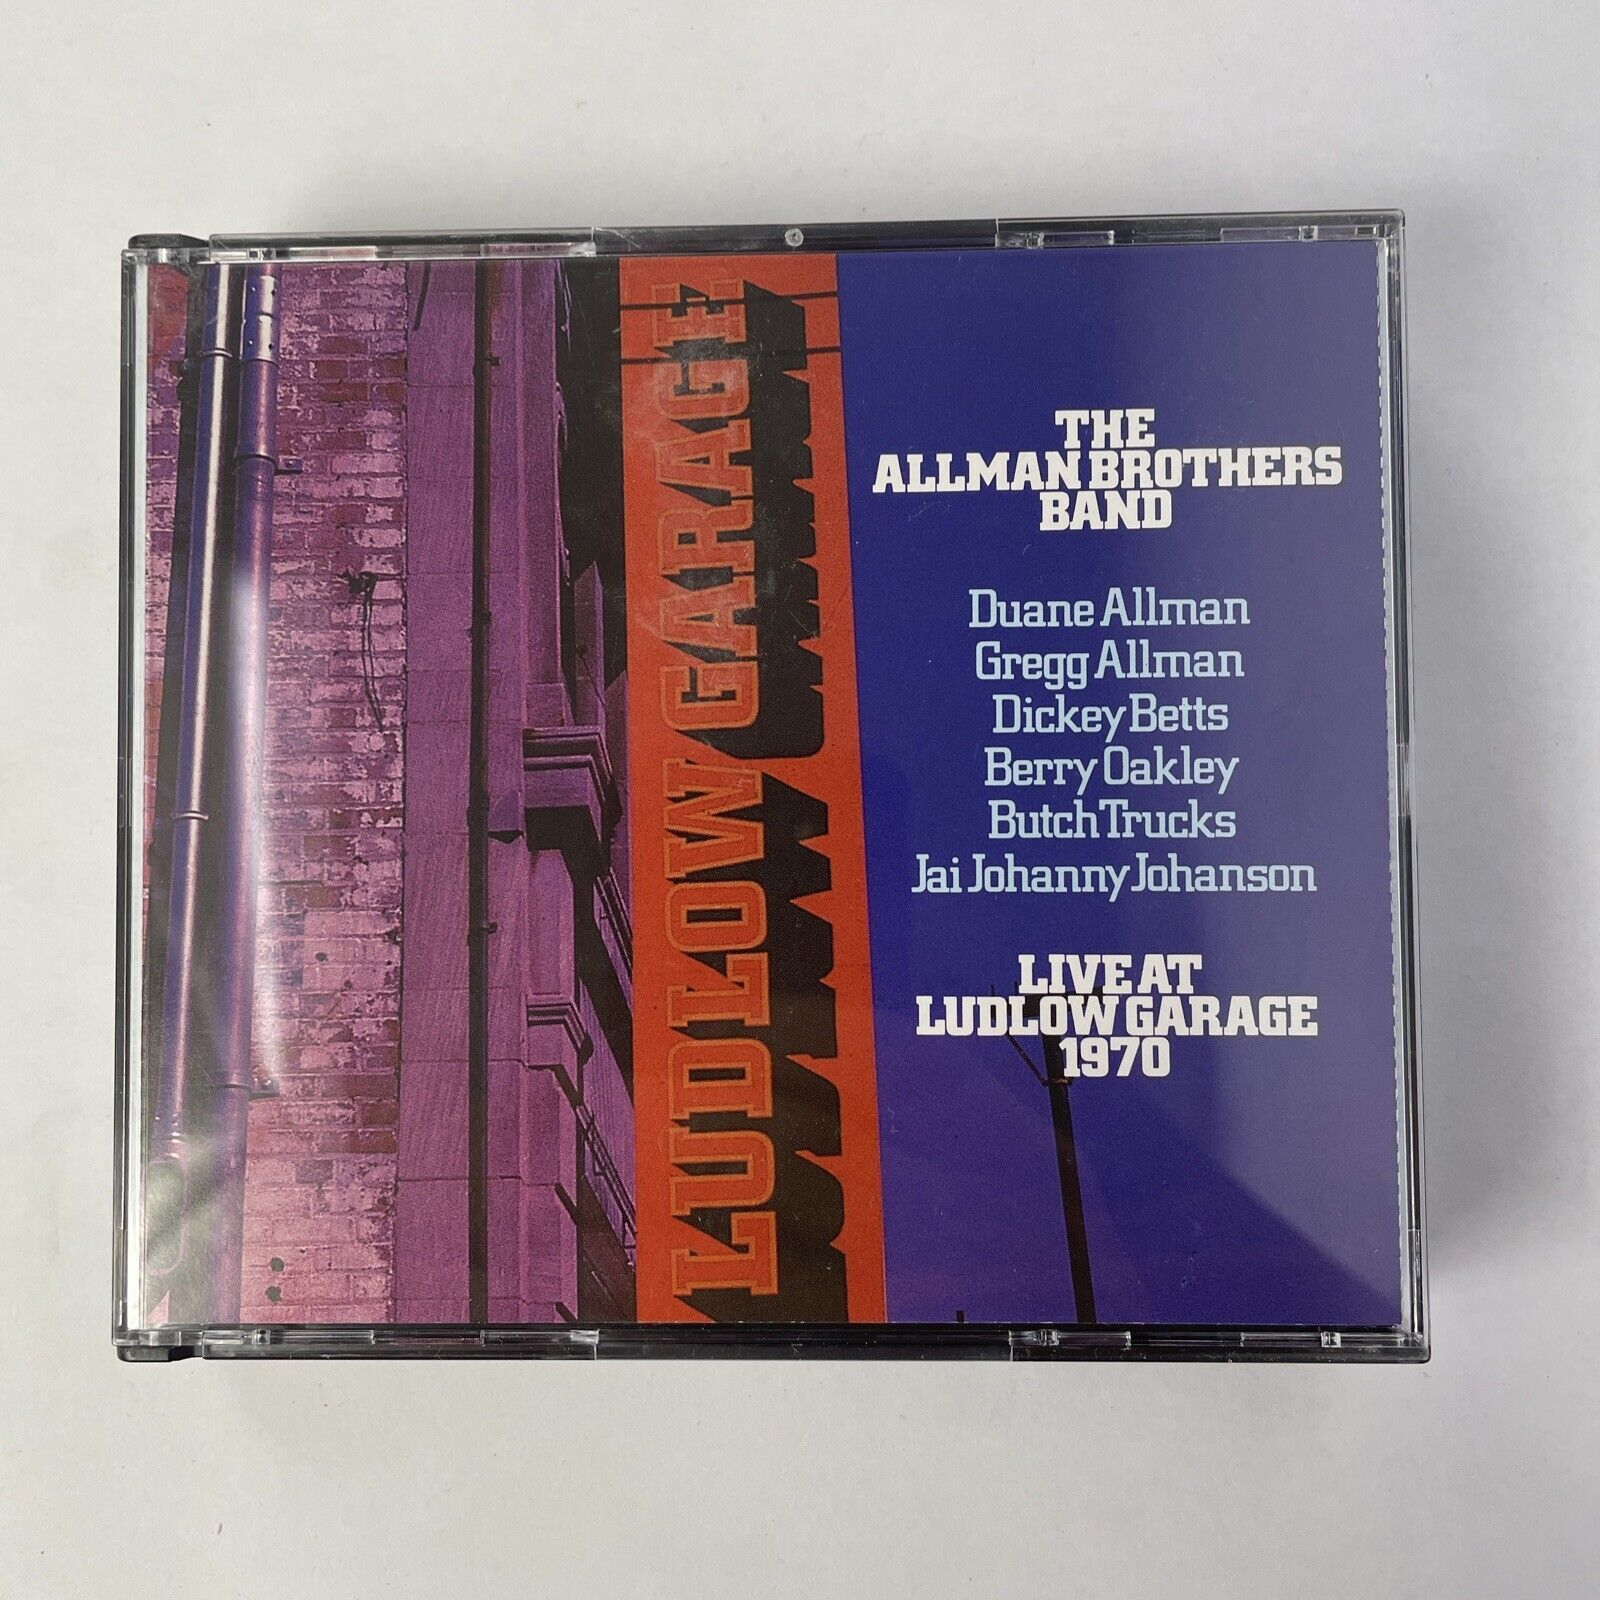 LUDLOW GARAGE
THE
ALLMAN BROTHERS
BAND
Duane Allman
Gregg Allman
Dickey Betts
Berry Oakley
Butch Trucks
Jai Johanny Johanson
LIVE AT
LUDLOW GARAGE
1970